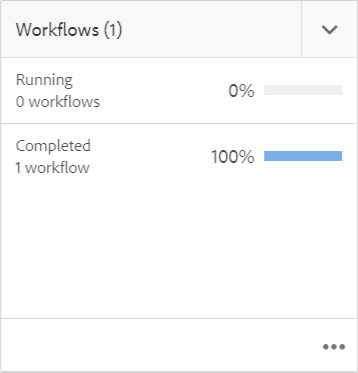 Workflows (1)
Running
0 workflows
0%
Completed
1 workflow
100%